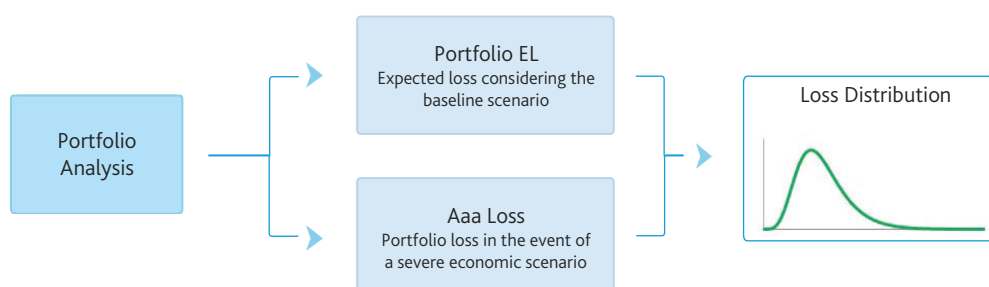 Portfolio
Analysis
Portfolio EL
Expected loss considering the
baseline scenario
Aaa Loss
Portfolio loss in the event of
a severe economic scenario
Loss Distribution